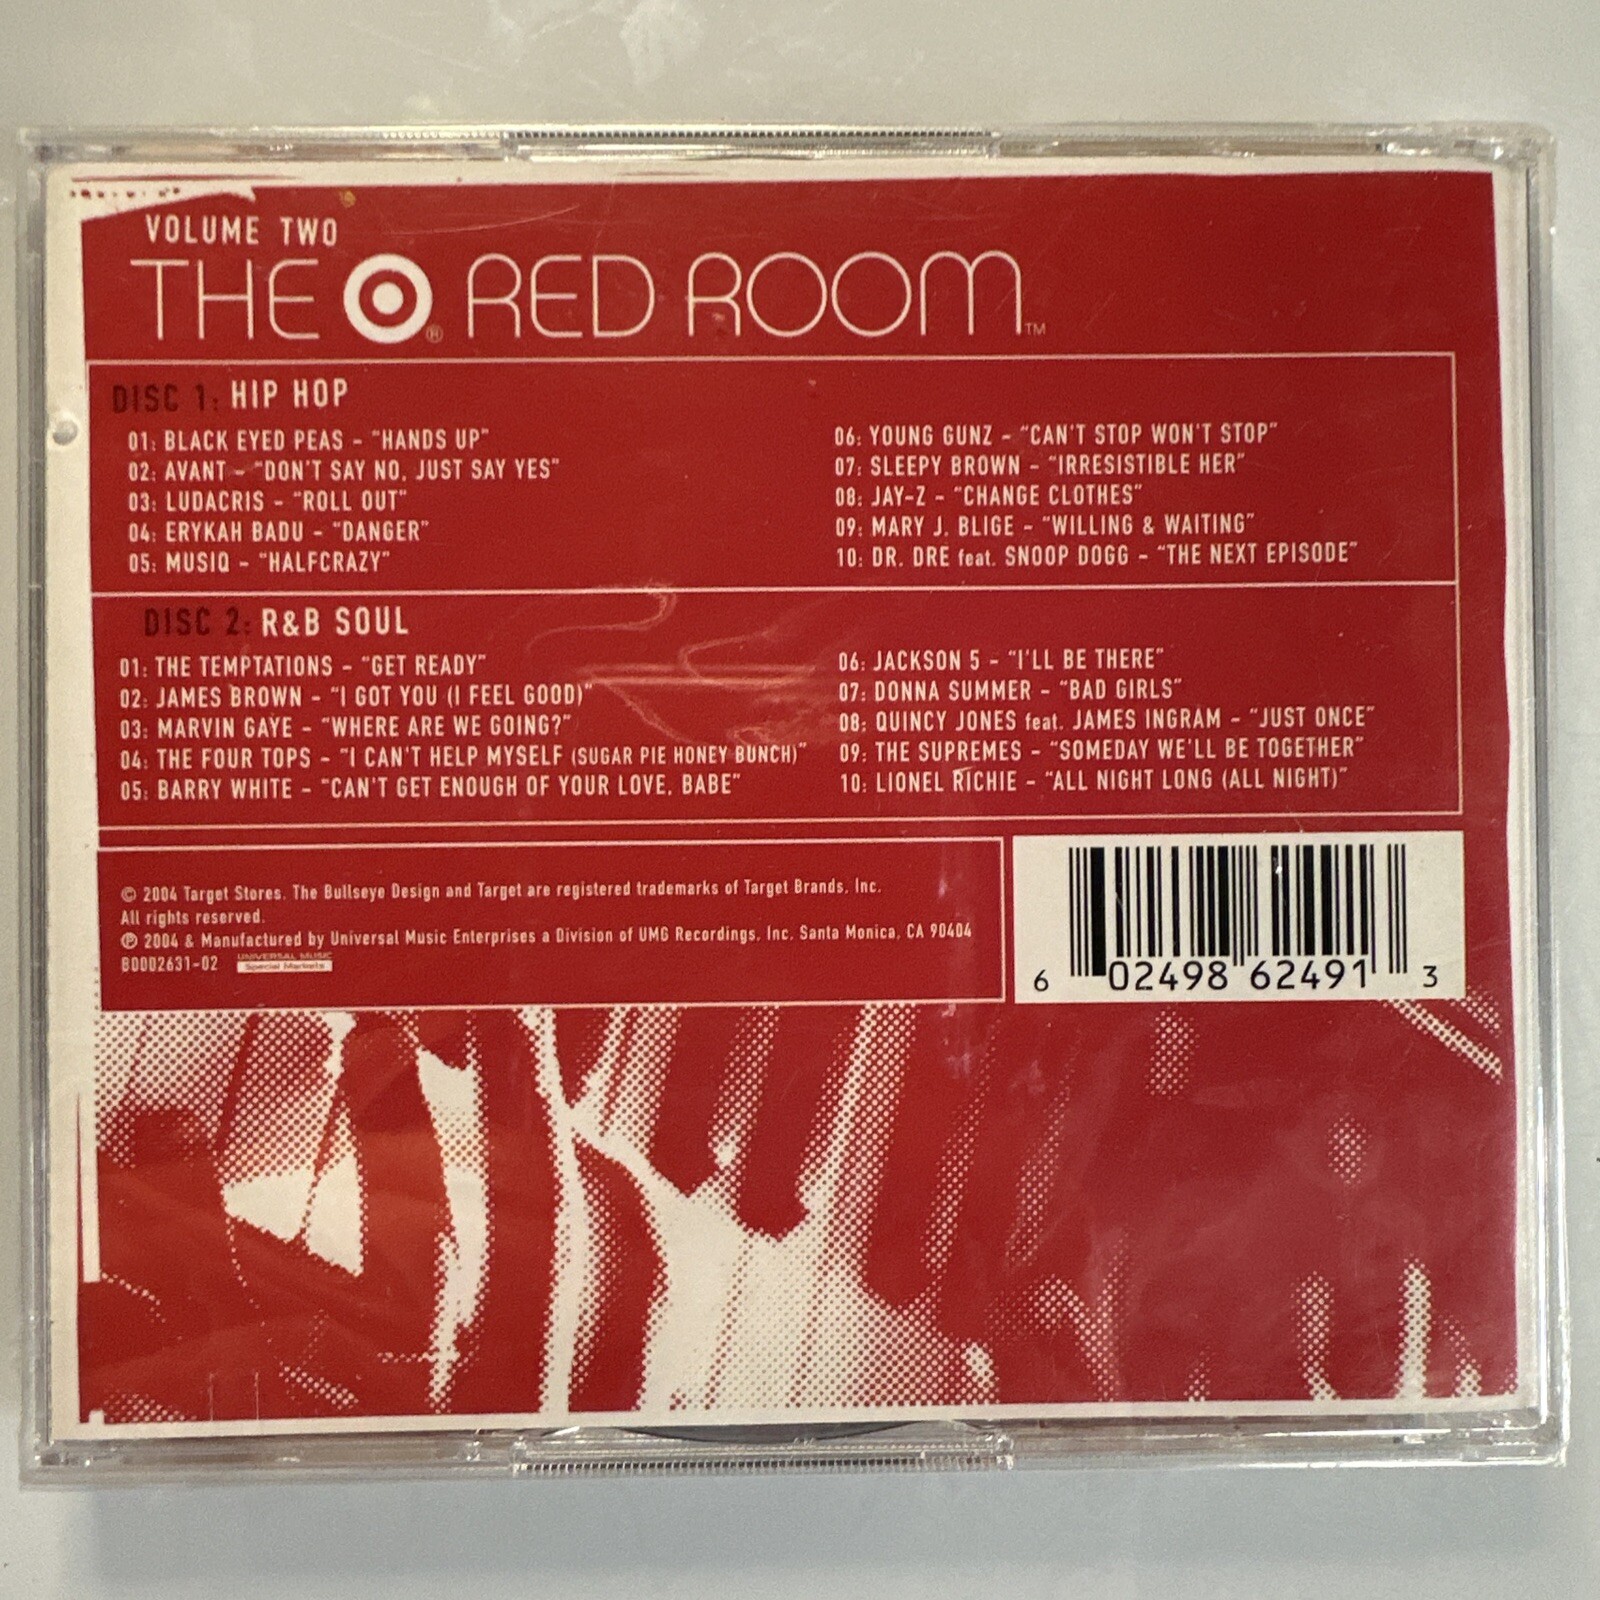 VOLUME TWO
THE ® RED ROOM™
DISC 1: HIP HOP
01: BLACK EYED PEAS - "HANDS UP"
02: AVANT - "DON'T SAY NO, JUST SAY YES"
03: LUDACRIS - "ROLL OUT"
04: ERYKAH BADU - "DANGER"
05: MUSIQ - "HALFCRAZY"
06: YOUNG GUNZ - "CAN'T STOP WON'T STOP"
07: SLEEPY BROWN - "IRRESISTIBLE HER"
08: JAY-Z - "CHANGE CLOTHES"
09: MARY J. BLIGE - "WILLING & WAITING"
10: DR. DRE feat. SNOOP DOGG - "THE NEXT EPISODE"
DISC 2: R&B SOUL
01: THE TEMPTATIONS - "GET READY"
02: JAMES BROWN - "I GOT YOU (I FEEL GOOD)"
03: MARVIN GAYE - "WHERE ARE WE GOING?"
04: THE FOUR TOPS - "I CAN'T HELP MYSELF (SUGAR PIE HONEY BUNCH)"
05: BARRY WHITE - "CAN'T GET ENOUGH OF YOUR LOVE, BABE"
06: JACKSON 5 - "I'LL BE THERE"
07: DONNA SUMMER - "BAD GIRLS"
08: QUINCY JONES feat. JAMES INGRAM - "JUST ONCE"
09: THE SUPREMES - "SOMEDAY WE'LL BE TOGETHER"
10: LIONEL RICHIE - "ALL NIGHT LONG (ALL NIGHT)"
© 2004 Target Stores. The Bullseye Design and Target are registered trademarks of Target Brands, Inc.
All rights reserved.
℗ 2004 & Manufactured by Universal Music Enterprises a Division of UMG Recordings, Inc. Santa Monica, CA 90404
B0002631-02
UNIVERSAL MUSIC
Special Markets
6 02498 62491 3